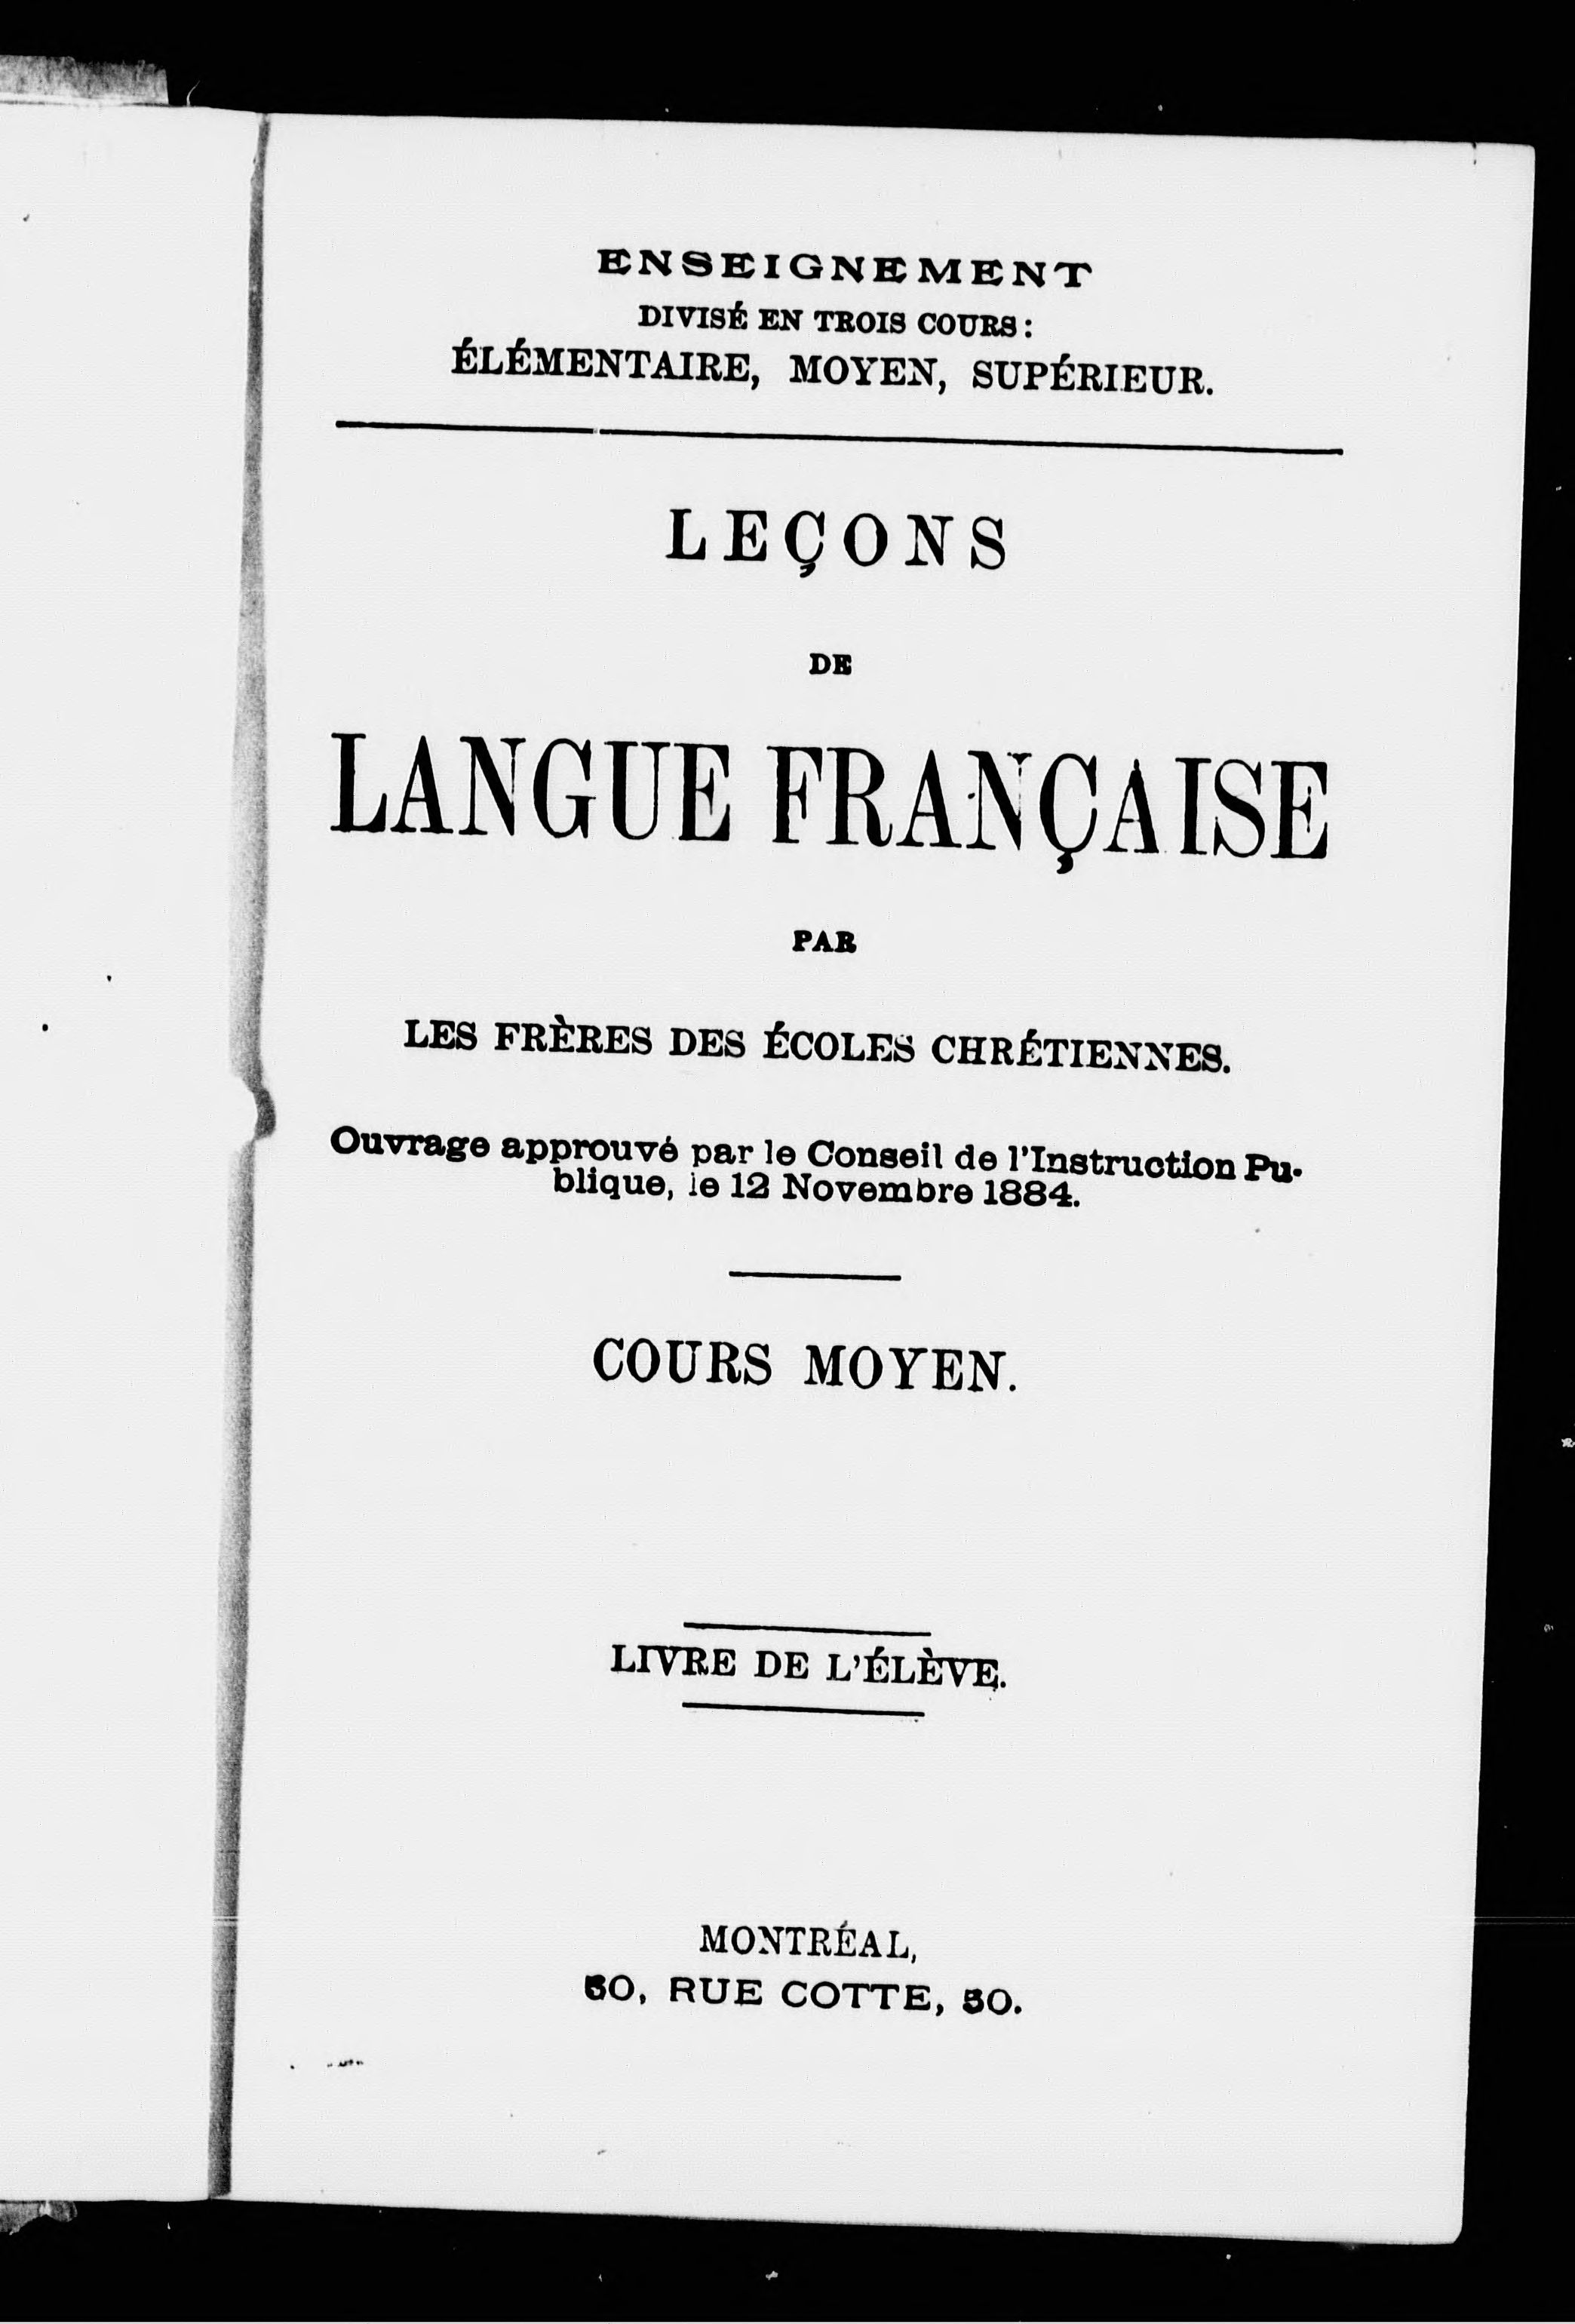 ENSEIGNEMENT
DIVISÉ EN TROIS COURS:
ÉLÉMENTAIRE, MOYEN, SUPÉRIEUR.
LEÇONS
DE
LANGUE FRANÇAISE
PAR
LES FRÈRES DES ÉCOLES CHRÉTIENNES.
Ouvrage approuvé par le Conseil de l'Instruction Pu-
blique, le 12 Novembre 1884.
COURS MOYEN.
LIVRE DE L'ÉLÈVE.
MONTRÉAL,
50, RUE COTTE, 50.